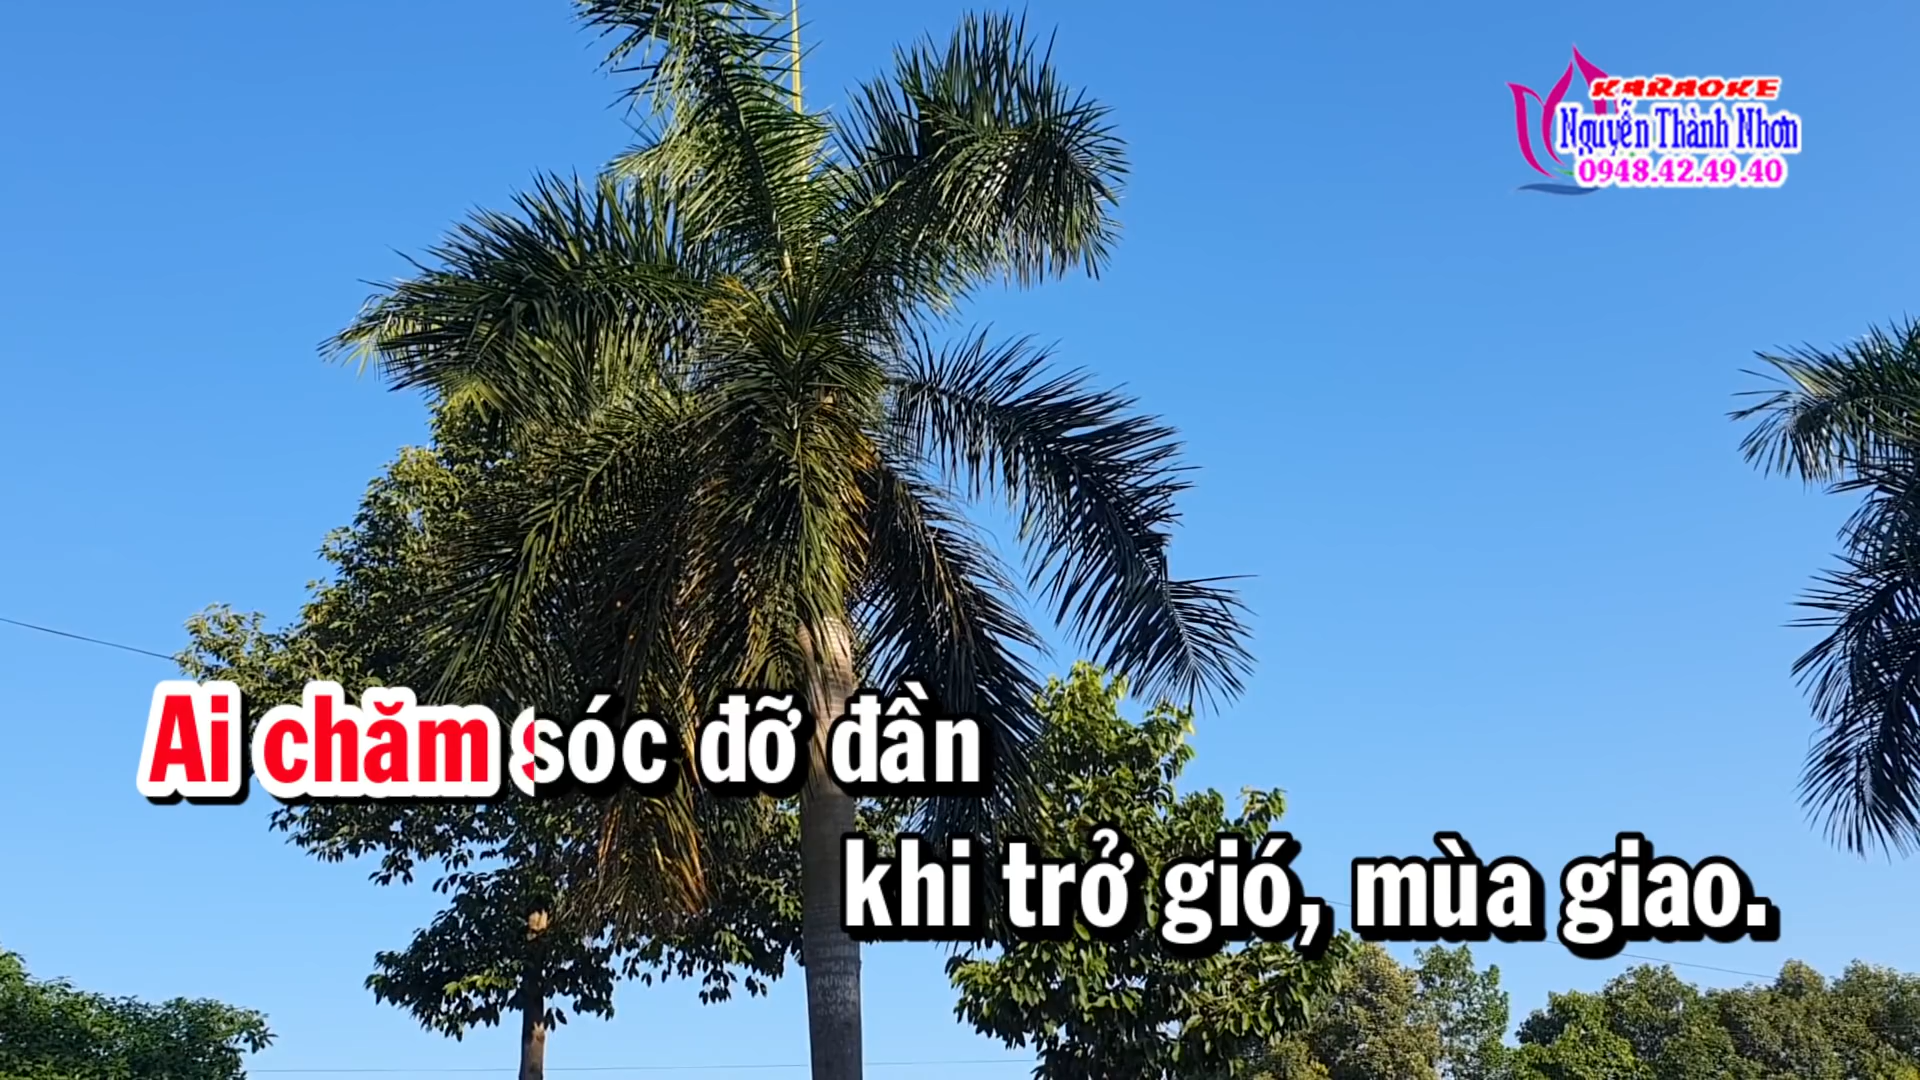 KARAOKE
Nguyễn Thành Nhơn
0948.42.49.40
Ai chăm sóc đỡ đần
khi trở gió, mùa giao.